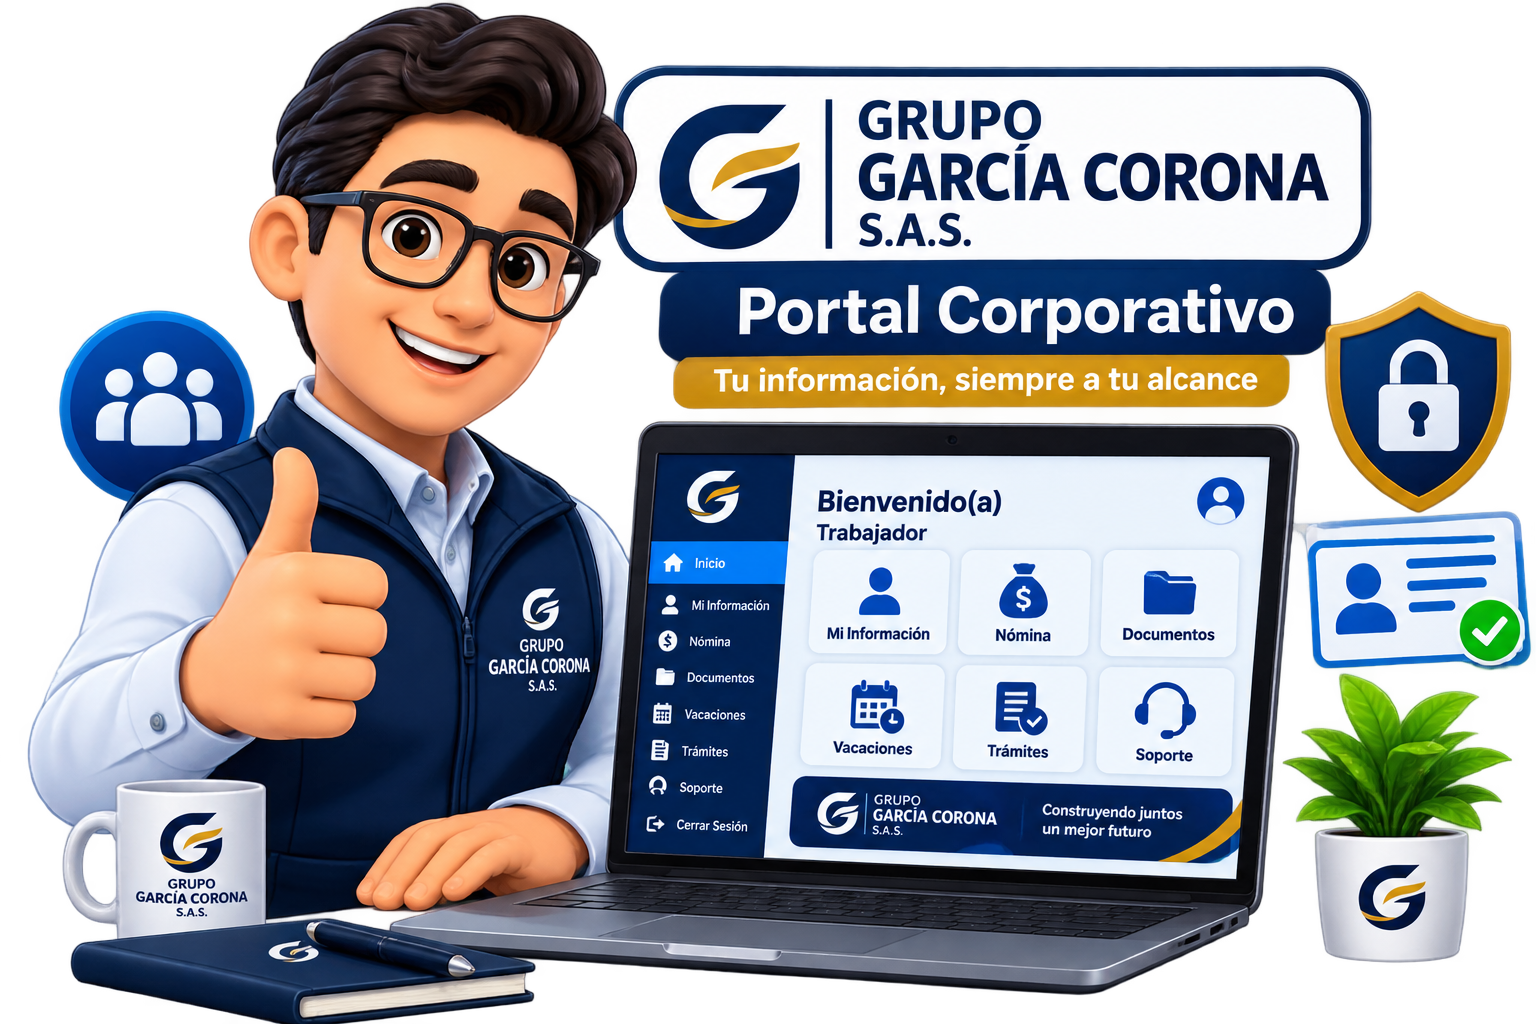 GRUPO
GARCÍA CORONA
S.A.S.
Portal Corporativo
Tu información, siempre a tu alcance
Bienvenido(a)
Trabajador
Inicio
Mi Información
Nómina
Documentos
Vacaciones
Trámites
Soporte
Cerrar Sesión
Mi Información
Nómina
Documentos
Vacaciones
Trámites
Soporte
GRUPO
GARCÍA CORONA
S.A.S.
Construyendo juntos
un mejor futuro
GRUPO
GARCÍA CORONA
S.A.S.
GRUPO
GARCÍA CORONA
S.A.S.